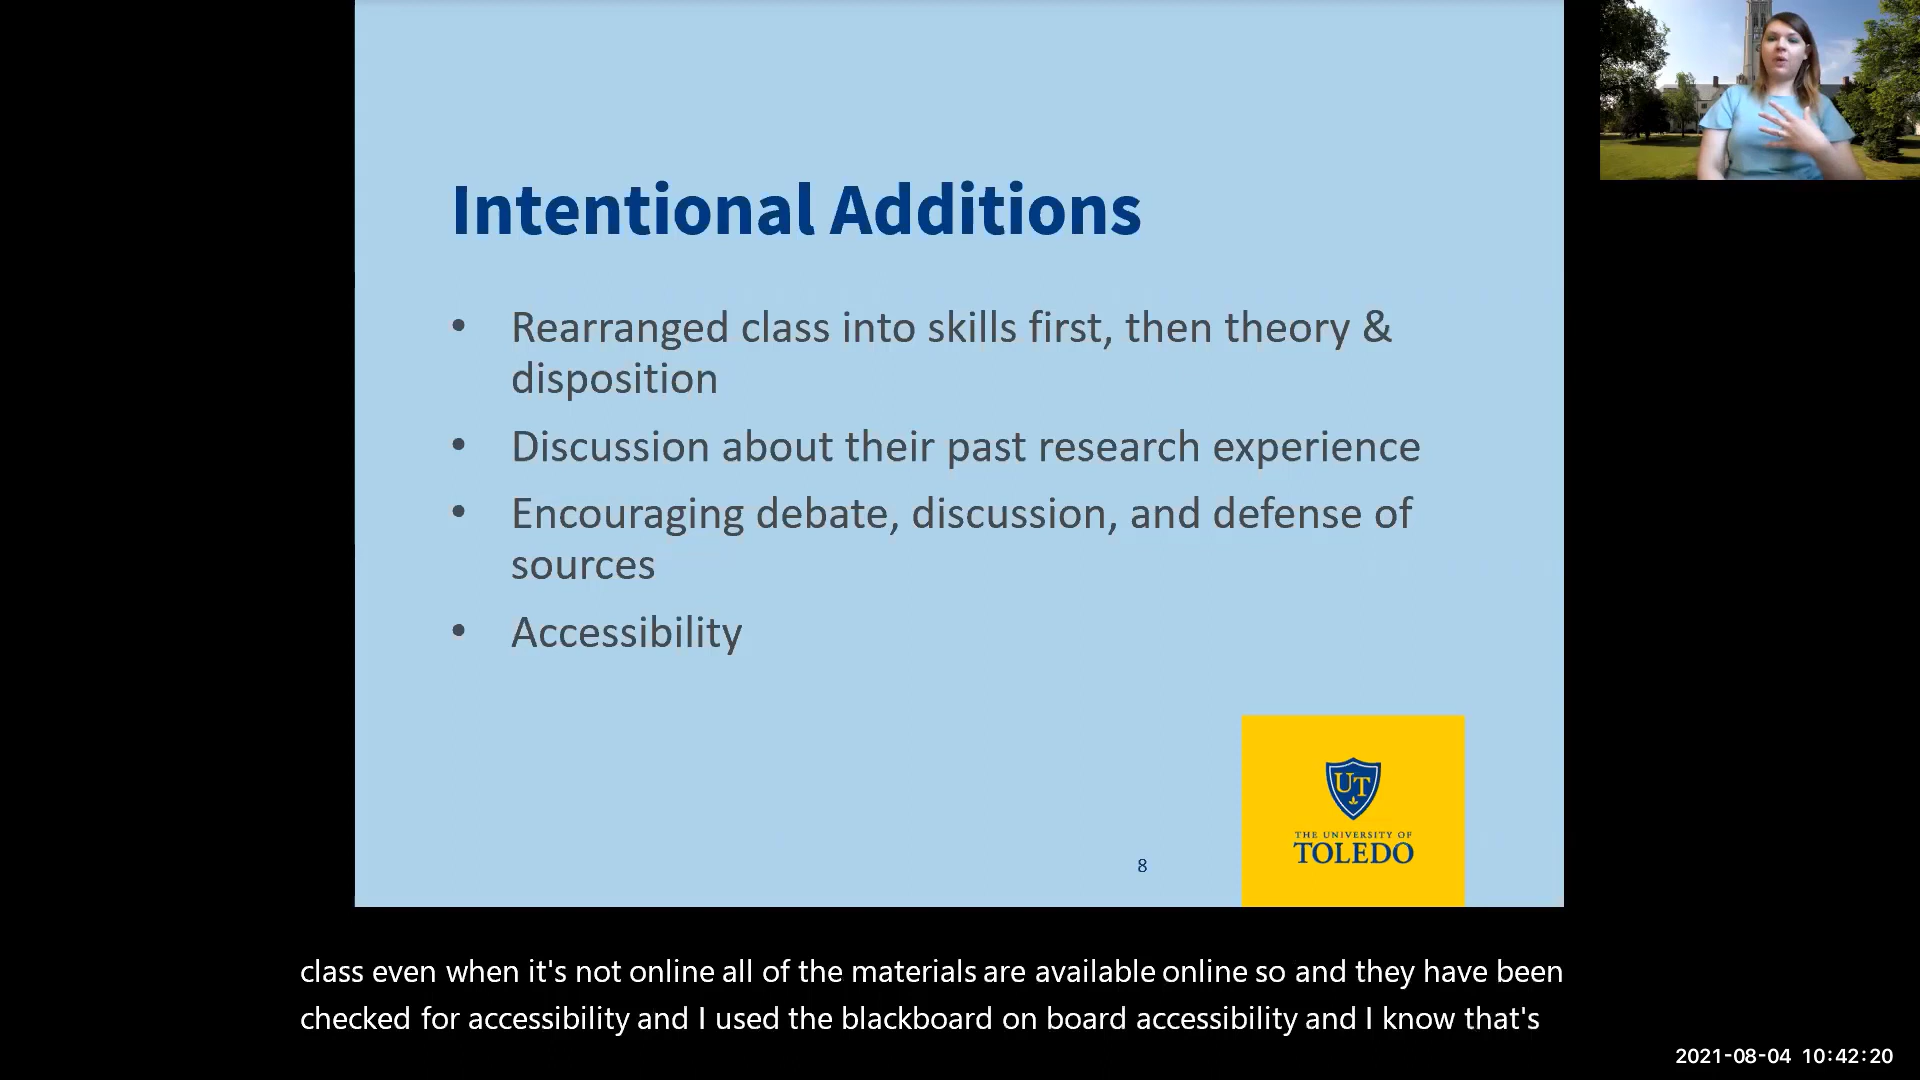 Intentional Additions
• Rearranged class into skills first, then theory &
disposition
• Discussion about their past research experience
• Encouraging debate, discussion, and defense of
sources
• Accessibility
UT
THE UNIVERSITY OF
TOLEDO
8
class even when it's not online all of the materials are available online so and they have been
checked for accessibility and I used the blackboard on board accessibility and I know that's
2021-08-04 10:42:20